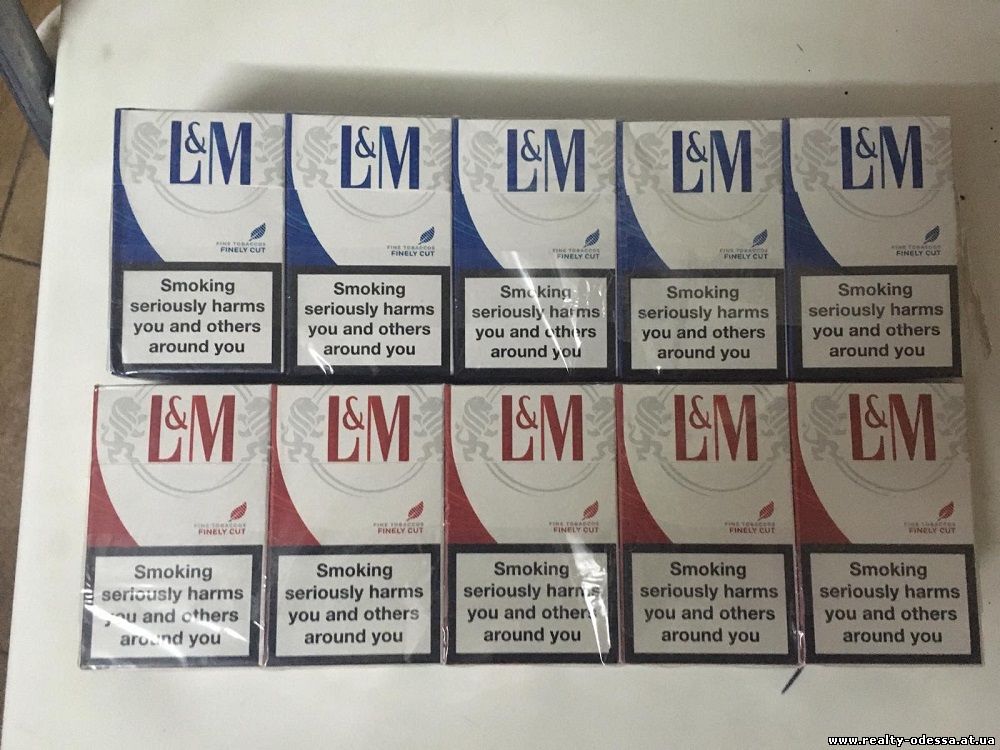 L&M
FINE TOBACCOS
FINELY CUT
Smoking
seriously harms
you and others
around you
L&M
FINE TOBACCOS
FINELY CUT
Smoking
seriously harms
you and others
around you
L&M
FINE TOBACCOS
FINELY CUT
Smoking
seriously harms
you and others
around you
L&M
FINE TOBACCOS
FINELY CUT
Smoking
seriously harms
you and others
around you
L&M
FINE TOBACCOS
FINELY CUT
Smoking
seriously harms
you and others
around you
L&M
FINE TOBACCOS
FINELY CUT
Smoking
seriously harms
you and others
around you
L&M
FINE TOBACCOS
FINELY CUT
Smoking
seriously harms
you and others
around you
L&M
FINE TOBACCOS
FINELY CUT
Smoking
seriously harms
you and others
around you
L&M
FINE TOBACCOS
FINELY CUT
Smoking
seriously harms
you and others
around you
L&M
FINE TOBACCOS
FINELY CUT
Smoking
seriously harms
you and others
around you
www.realty-odessa.at.ua